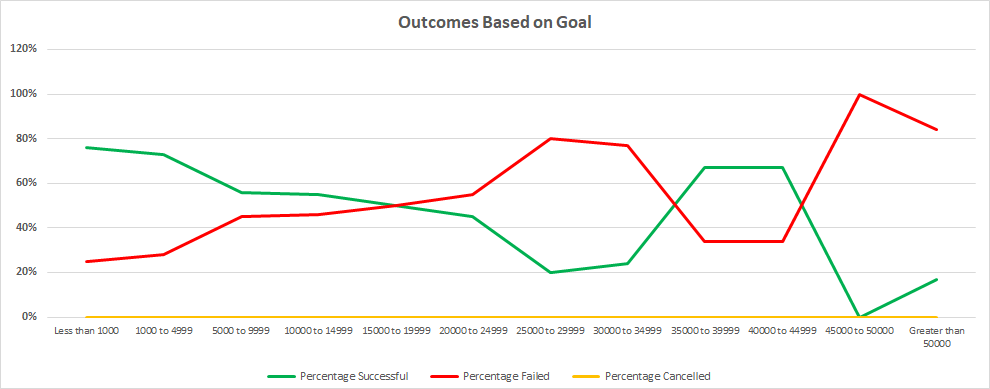 Outcomes Based on Goal
120%
100%
80%
60%
40%
20%
0%
Less than 1000 1000 to 4999 5000 to 9999 10000 to 14999 15000 to 19999 20000 to 24999 25000 to 29999 30000 to 34999 35000 to 39999 40000 to 44999 45000 to 50000 Greater than
50000
Percentage Successful Percentage Failed Percentage Cancelled